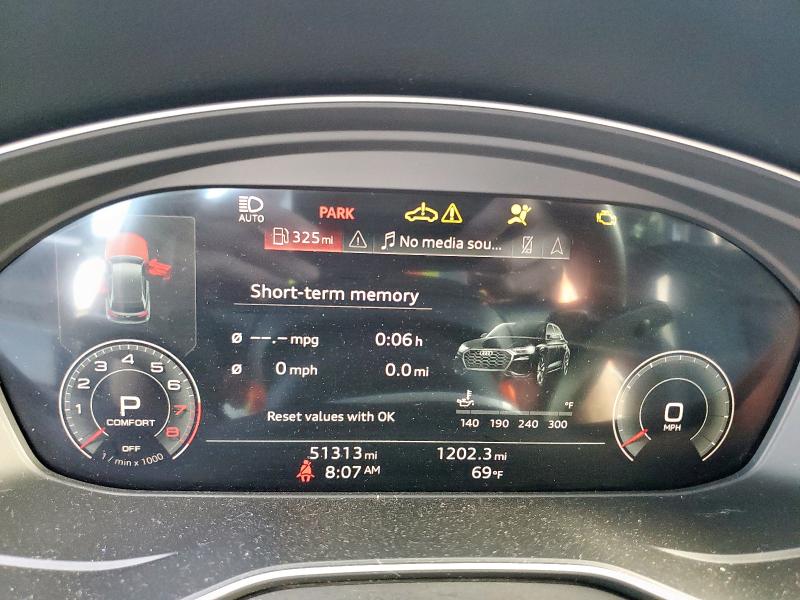 AUTO PARK
325mi No media sou...
Short-term memory
Ø --.- mpg 0:06 h
Ø 0 mph 0.0 mi
Reset values with OK
1 2 3 4 5 6 7 8
P
COMFORT
OFF
1 / min x 1000
°F
140 190 240 300
0
MPH
51313 mi 1202.3 mi
8:07 AM 69°F